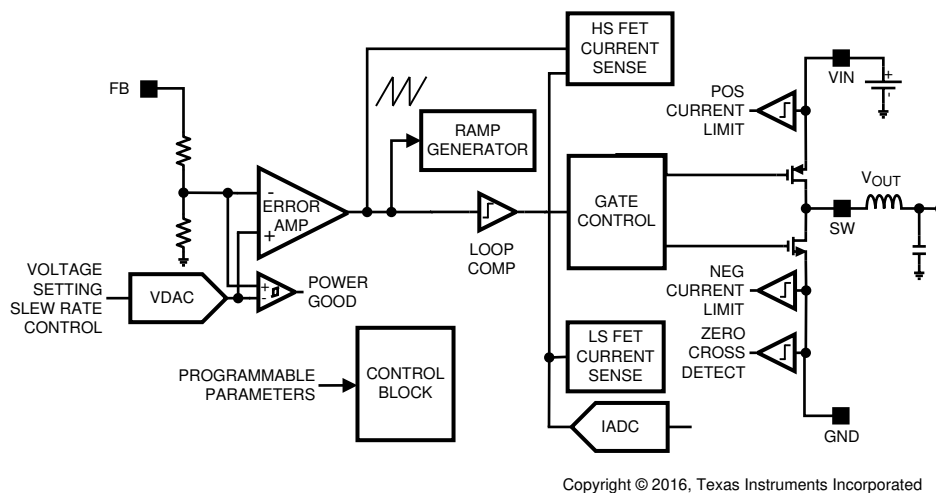 HS FET
CURRENT
SENSE
VIN
+
-
FB
POS
CURRENT
LIMIT
RAMP
GENERATOR
-
ERROR
AMP
+
GATE
CONTROL
VOUT
SW
LOOP
COMP
VOLTAGE
SETTING
SLEW RATE
CONTROL
VDAC
+
-
POWER
GOOD
NEG
CURRENT
LIMIT
LS FET
CURRENT
SENSE
ZERO
CROSS
DETECT
PROGRAMMABLE
PARAMETERS
CONTROL
BLOCK
IADC
GND
Copyright © 2016, Texas Instruments Incorporated